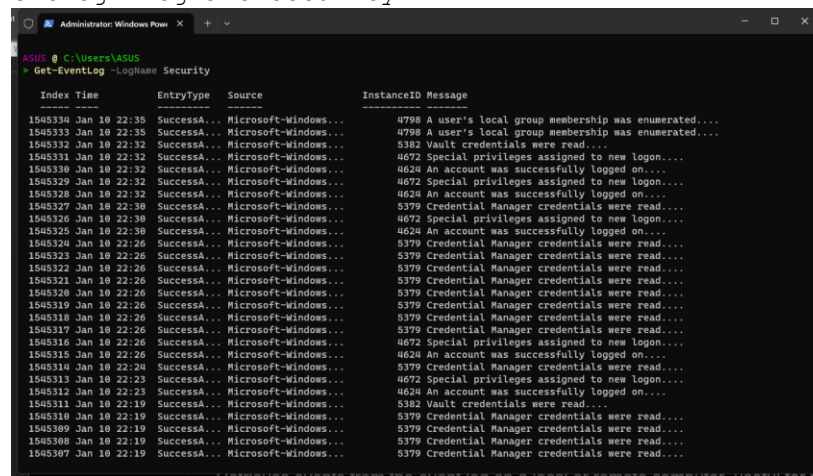 Administrator: Windows Powe
ASUS @ C:\Users\ASUS
> Get-EventLog -LogName Security
Index Time EntryType Source InstanceID Message
----- ---- --------- ------ ---------- -------
1545334 Jan 10 22:35 SuccessA... Microsoft-Windows... 4798 A user's local group membership was enumerated....
1545333 Jan 10 22:35 SuccessA... Microsoft-Windows... 4798 A user's local group membership was enumerated....
1545332 Jan 10 22:32 SuccessA... Microsoft-Windows... 5382 Vault credentials were read....
1545331 Jan 10 22:32 SuccessA... Microsoft-Windows... 4672 Special privileges assigned to new logon....
1545330 Jan 10 22:32 SuccessA... Microsoft-Windows... 4624 An account was successfully logged on....
1545329 Jan 10 22:32 SuccessA... Microsoft-Windows... 4672 Special privileges assigned to new logon....
1545328 Jan 10 22:32 SuccessA... Microsoft-Windows... 4624 An account was successfully logged on....
1545327 Jan 10 22:30 SuccessA... Microsoft-Windows... 5379 Credential Manager credentials were read....
1545326 Jan 10 22:30 SuccessA... Microsoft-Windows... 4672 Special privileges assigned to new logon....
1545325 Jan 10 22:30 SuccessA... Microsoft-Windows... 4624 An account was successfully logged on....
1545324 Jan 10 22:26 SuccessA... Microsoft-Windows... 5379 Credential Manager credentials were read....
1545323 Jan 10 22:26 SuccessA... Microsoft-Windows... 5379 Credential Manager credentials were read....
1545322 Jan 10 22:26 SuccessA... Microsoft-Windows... 5379 Credential Manager credentials were read....
1545321 Jan 10 22:26 SuccessA... Microsoft-Windows... 5379 Credential Manager credentials were read....
1545320 Jan 10 22:26 SuccessA... Microsoft-Windows... 5379 Credential Manager credentials were read....
1545319 Jan 10 22:26 SuccessA... Microsoft-Windows... 5379 Credential Manager credentials were read....
1545318 Jan 10 22:26 SuccessA... Microsoft-Windows... 5379 Credential Manager credentials were read....
1545317 Jan 10 22:26 SuccessA... Microsoft-Windows... 5379 Credential Manager credentials were read....
1545316 Jan 10 22:26 SuccessA... Microsoft-Windows... 4672 Special privileges assigned to new logon....
1545315 Jan 10 22:26 SuccessA... Microsoft-Windows... 4624 An account was successfully logged on....
1545314 Jan 10 22:24 SuccessA... Microsoft-Windows... 5379 Credential Manager credentials were read....
1545313 Jan 10 22:23 SuccessA... Microsoft-Windows... 4672 Special privileges assigned to new logon....
1545312 Jan 10 22:23 SuccessA... Microsoft-Windows... 4624 An account was successfully logged on....
1545311 Jan 10 22:19 SuccessA... Microsoft-Windows... 5382 Vault credentials were read....
1545310 Jan 10 22:19 SuccessA... Microsoft-Windows... 5379 Credential Manager credentials were read....
1545309 Jan 10 22:19 SuccessA... Microsoft-Windows... 5379 Credential Manager credentials were read....
1545308 Jan 10 22:19 SuccessA... Microsoft-Windows... 5379 Credential Manager credentials were read....
1545307 Jan 10 22:19 SuccessA... Microsoft-Windows... 5379 Credential Manager credentials were read....